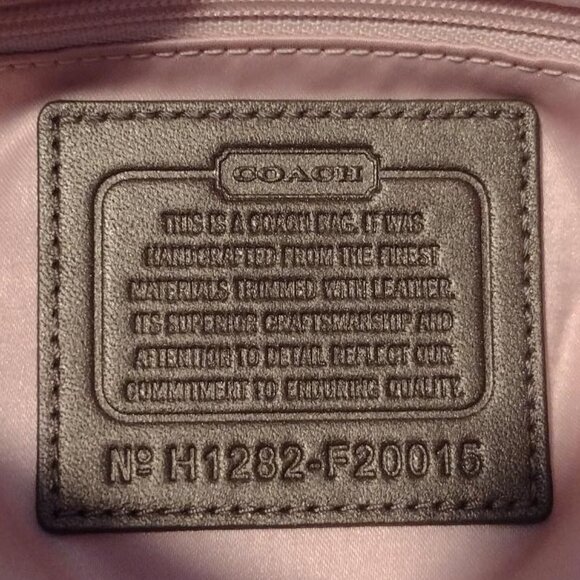 COACH
THIS IS A COACH BAG. IT WAS
HANDCRAFTED FROM THE FINEST
MATERIALS TRIMMED WITH LEATHER.
ITS SUPERIOR CRAFTSMARSHIP AND
ATTENTION TO DETAIL REFLECT OUR
COMMITMENT TO ENDURING QUALITY.
Nº H1282-F20015